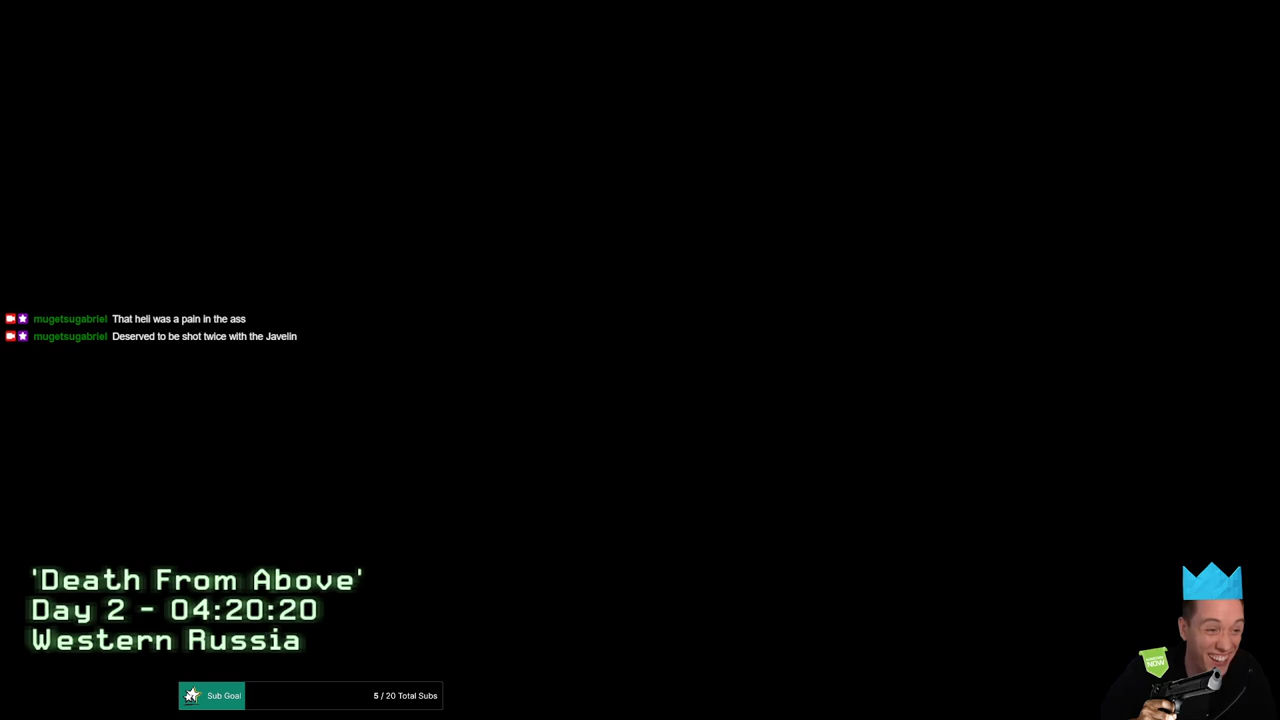 mugetsugabriel That heli was a pain in the ass
mugetsugabriel Deserved to be shot twice with the Javelin
'Death From Above'
Day 2 - 04:20:20
Western Russia
Sub Goal 5 / 20 Total Subs
NOW